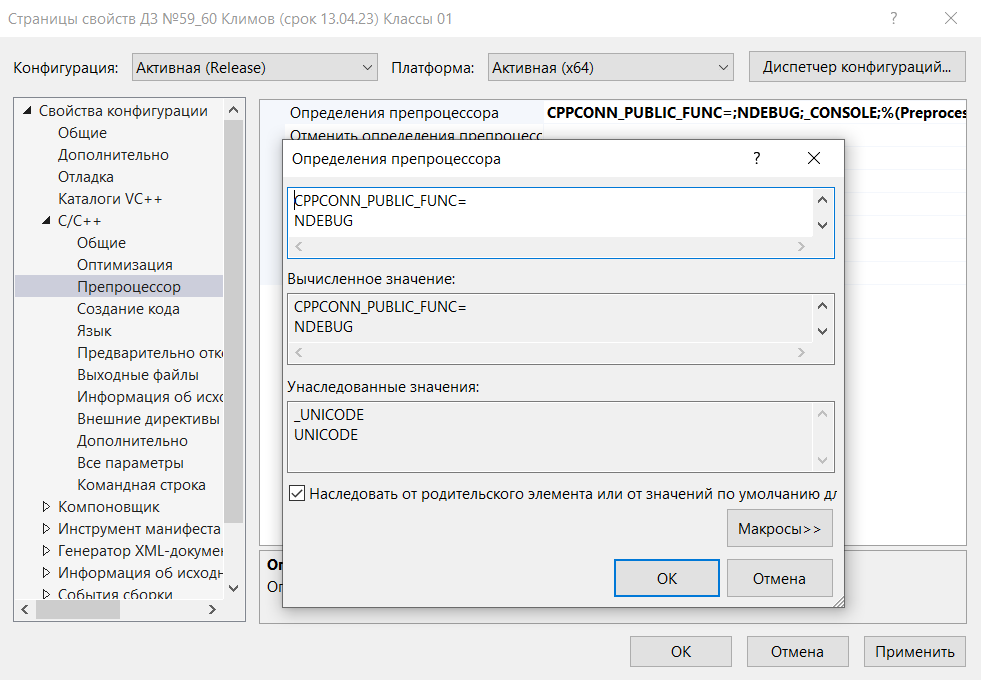 Страницы свойств ДЗ №59_60 Климов (срок 13.04.23) Классы 01
Конфигурация: Активная (Release) Платформа: Активная (x64) Диспетчер конфигураций...
Свойства конфигурации
Общие
Дополнительно
Отладка
Каталоги VC++
C/C++
Общие
Оптимизация
Препроцессор
Создание кода
Язык
Предварительно отко
Выходные файлы
Информация об исхо
Внешние директивы
Дополнительно
Все параметры
Командная строка
Компоновщик
Инструмент манифеста
Генератор XML-докумен
Информация об исходн
События сборки
Определения препроцессора CPPCONN_PUBLIC_FUNC=;NDEBUG;_CONSOLE;%(Preproces
Отменить определения препроцесс
Определения препроцессора
CPPCONN_PUBLIC_FUNC=
NDEBUG
Вычисленное значение:
CPPCONN_PUBLIC_FUNC=
NDEBUG
Унаследованные значения:
_UNICODE
UNICODE
Наследовать от родительского элемента или от значений по умолчанию дл
Макросы>>
OK Отмена
OK Отмена Применить